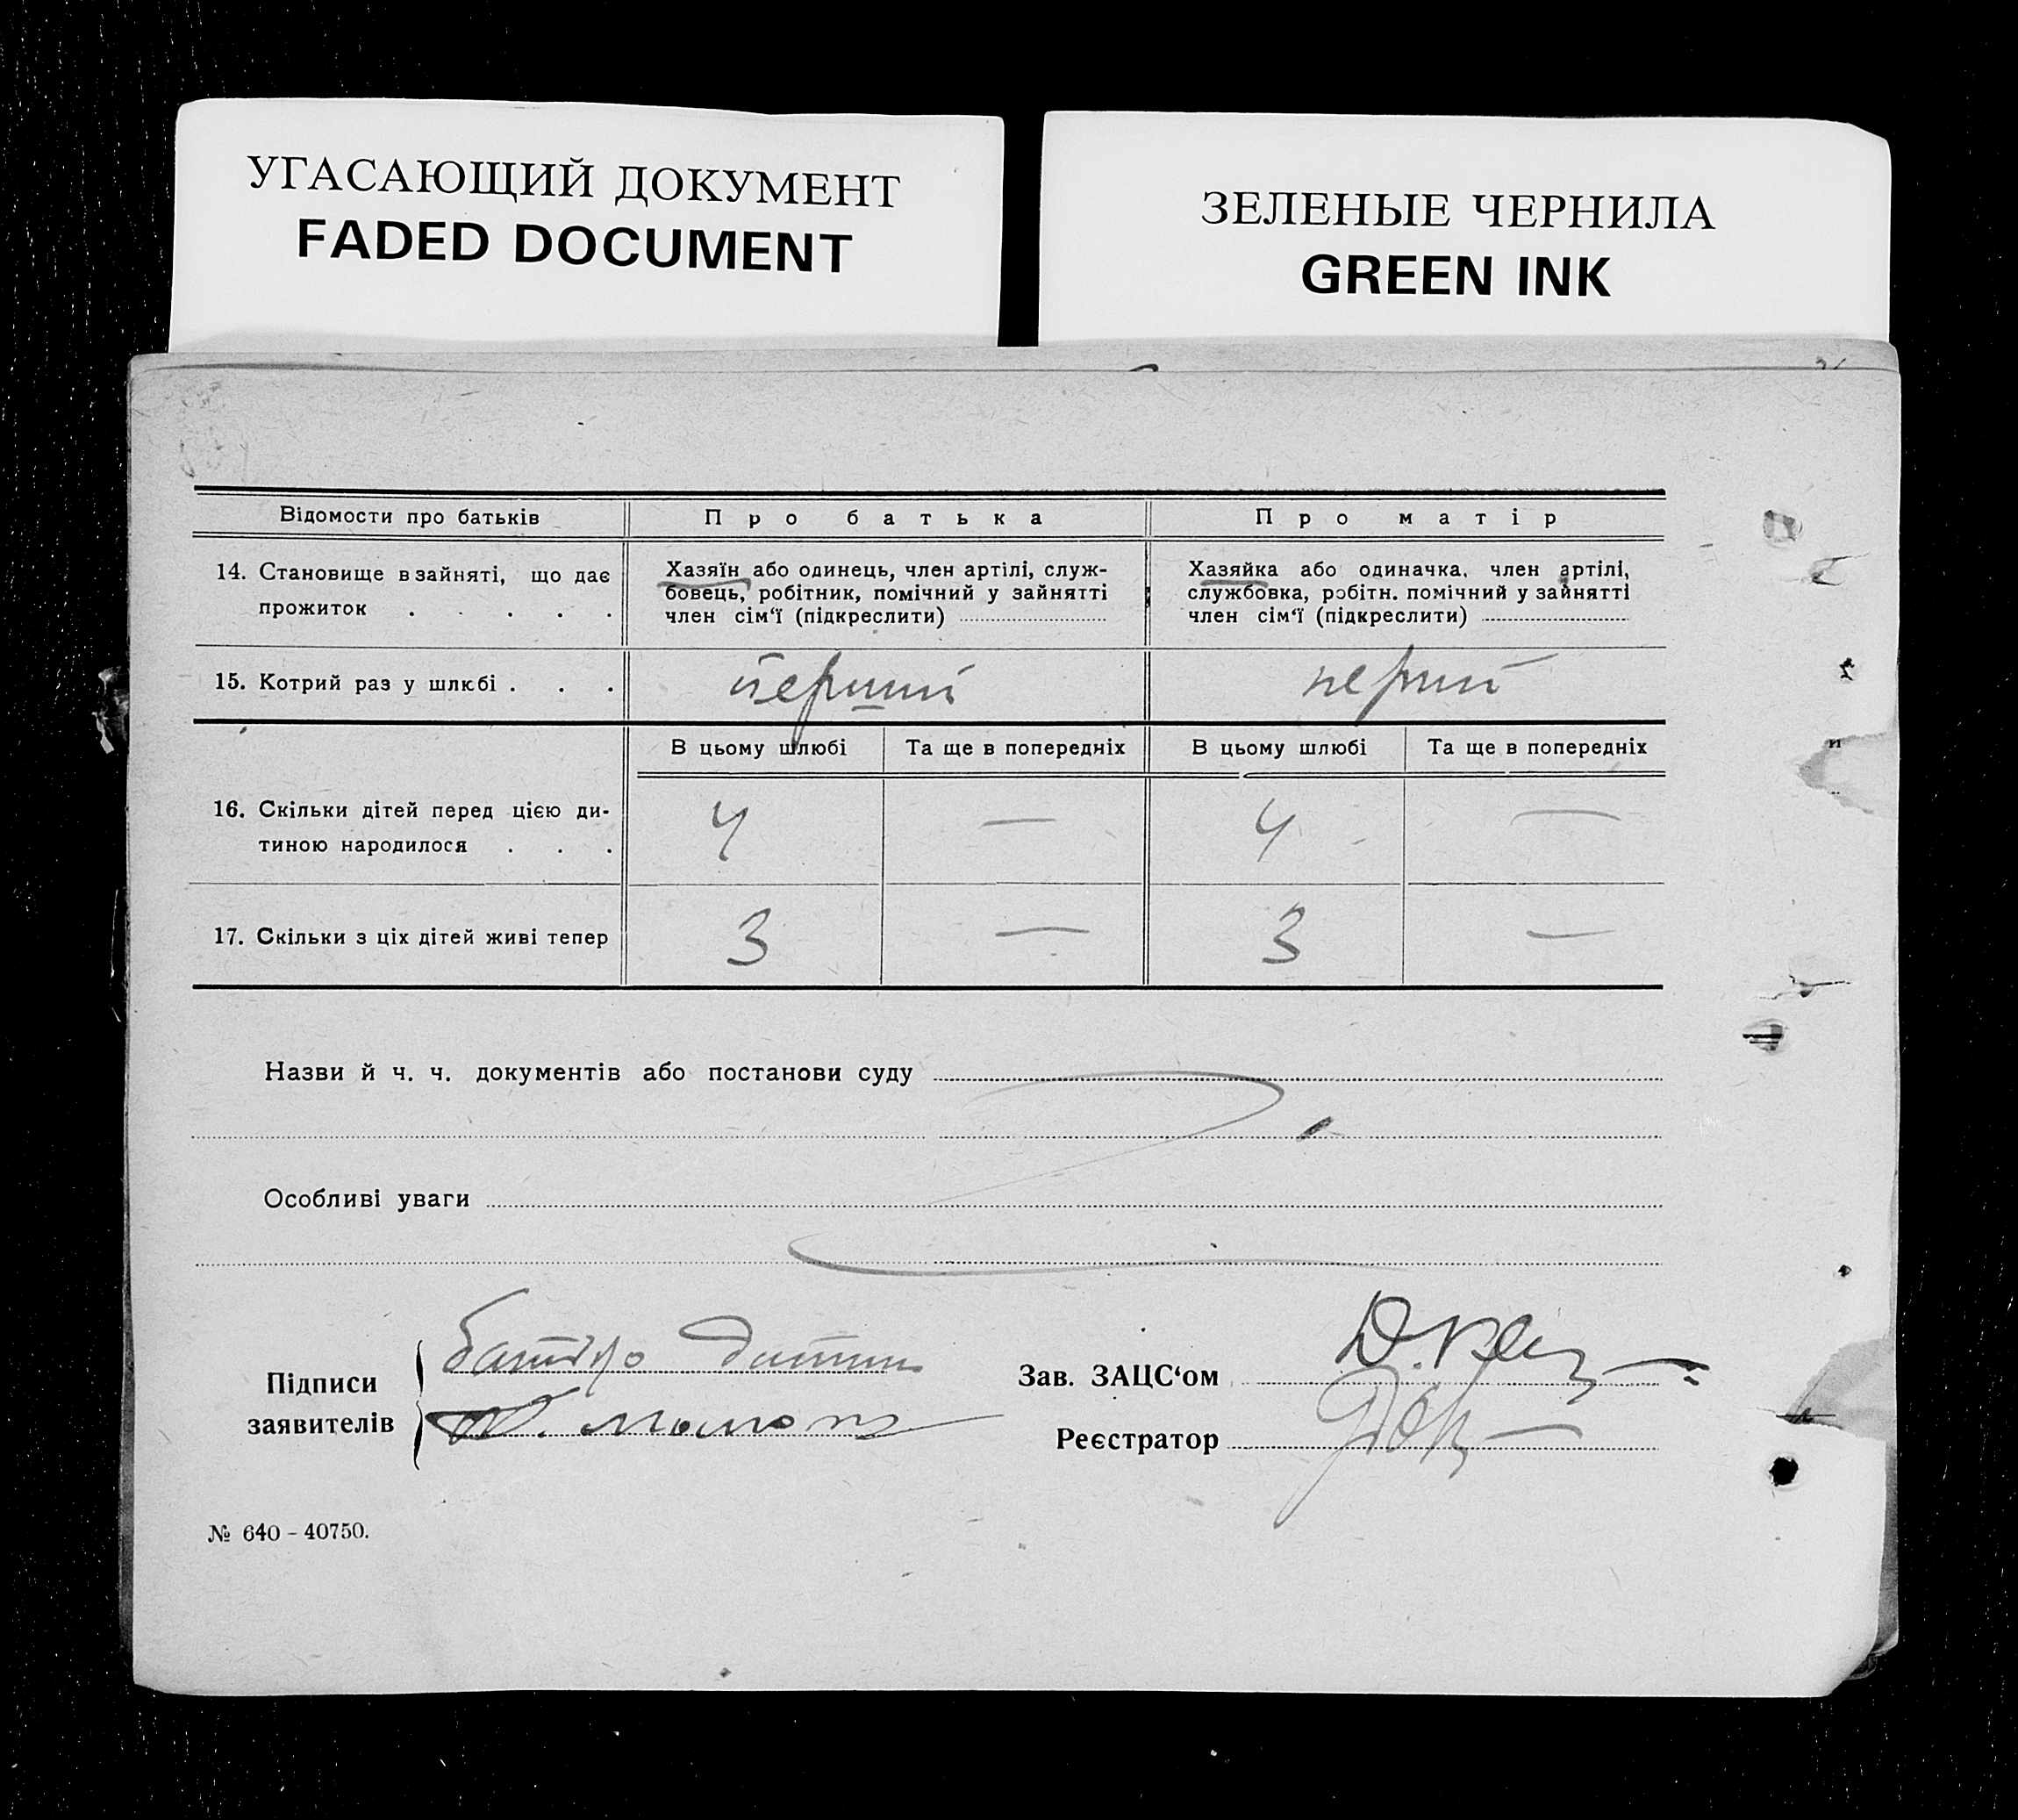 УГАСАЮЩИЙ ДОКУМЕНТ
FADED DOCUMENT
ЗЕЛЕНЫЕ ЧЕРНИЛА
GREEN INK
Відомости про батьків
Про батька
Про матір
14. Становище в зайняті, що дає
прожиток . . . . .
Хазяїн або одинець, член артілі, служ-
бовець, робітник, помічний у зайнятті
член сім‘ї (підкреслити)
Хазяйка або одиначка, член артілі,
службовка, робітн. помічний у зайнятті
член сім‘ї (підкреслити)
15. Котрий раз у шлюбі . . .
перший
перший
В цьому шлюбі
Та ще в попередніх
В цьому шлюбі
Та ще в попередніх
16. Скільки дітей перед цією ди-
тиною народилося . . .
4
—
4
—
17. Скільки з ціх дітей живі тепер
3
—
3
—
Назви й ч. ч. документів або постанови суду
Особливі уваги
Підписи
заявителів
батько дитини
Зав. ЗАЦС‘ом
Реєстратор
№ 640 - 40750.